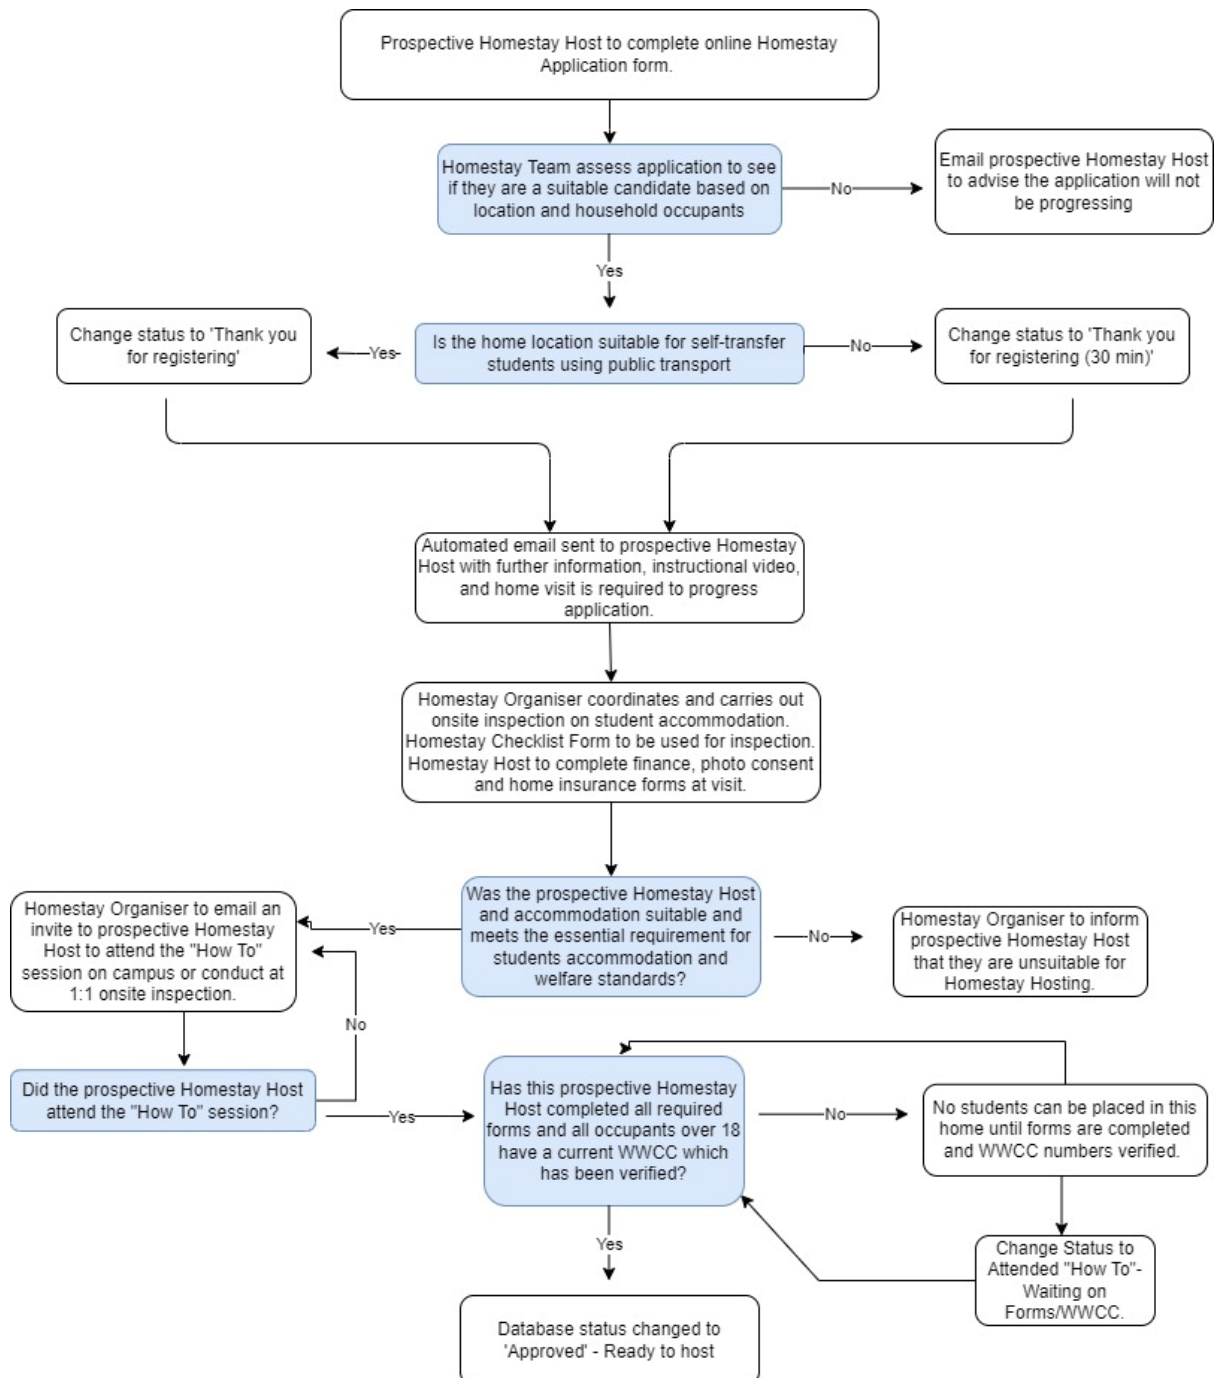 Prospective Homestay Host to complete online Homestay
Application form.
Homestay Team assess application to see
if they are a suitable candidate based on
location and household occupants
No
Email prospective Homestay Host
to advise the application will not
be progressing
Yes
Change status to 'Thank you
for registering'
Yes
Is the home location suitable for self-transfer
students using public transport
No
Change status to 'Thank you
for registering (30 min)'
Automated email sent to prospective Homestay
Host with further information, instructional video,
and home visit is required to progress
application.
Homestay Organiser coordinates and carries out
onsite inspection on student accommodation.
Homestay Checklist Form to be used for inspection.
Homestay Host to complete finance, photo consent
and home insurance forms at visit.
Homestay Organiser to email an
invite to prospective Homestay
Host to attend the "How To"
session on campus or conduct at
1:1 onsite inspection.
Yes
Was the prospective Homestay Host
and accommodation suitable and
meets the essential requirement for
students accommodation and
welfare standards?
No
Homestay Organiser to inform
prospective Homestay Host
that they are unsuitable for
Homestay Hosting.
No
Did the prospective Homestay Host
attend the "How To" session?
Yes
Has this prospective Homestay
Host completed all required
forms and all occupants over 18
have a current WWCC which
has been verified?
No
No students can be placed in this
home until forms are completed
and WWCC numbers verified.
Yes
Change Status to
Attended "How To"-
Waiting on
Forms/WWCC.
Database status changed to
'Approved' - Ready to host